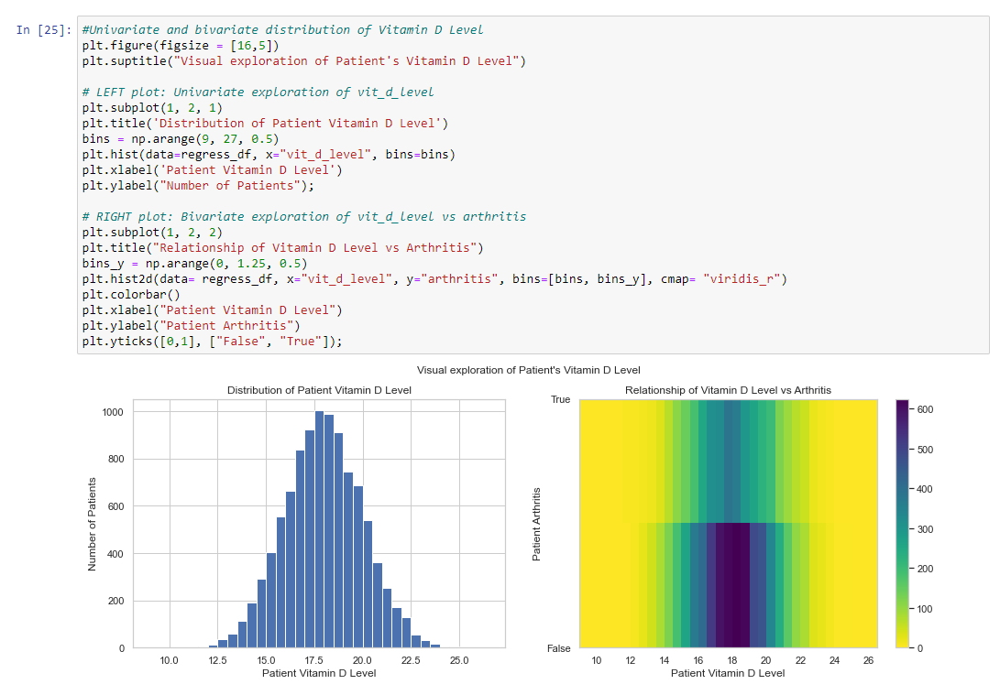 In [25]:
#Univariate and bivariate distribution of Vitamin D Level
plt.figure(figsize = [16,5])
plt.suptitle("Visual exploration of Patient's Vitamin D Level")
# LEFT plot: Univariate exploration of vit_d_level
plt.subplot(1, 2, 1)
plt.title('Distribution of Patient Vitamin D Level')
bins = np.arange(9, 27, 0.5)
plt.hist(data=regress_df, x="vit_d_level", bins=bins)
plt.xlabel('Patient Vitamin D Level')
plt.ylabel("Number of Patients");
# RIGHT plot: Bivariate exploration of vit_d_level vs arthritis
plt.subplot(1, 2, 2)
plt.title("Relationship of Vitamin D Level vs Arthritis")
bins_y = np.arange(0, 1.25, 0.5)
plt.hist2d(data= regress_df, x="vit_d_level", y="arthritis", bins=[bins, bins_y], cmap= "viridis_r")
plt.colorbar()
plt.xlabel("Patient Vitamin D Level")
plt.ylabel("Patient Arthritis")
plt.yticks([0,1], ["False", "True"]);
Visual exploration of Patient's Vitamin D Level
Distribution of Patient Vitamin D Level
1000
800
600
400
200
0
Number of Patients
10.0 12.5 15.0 17.5 20.0 22.5 25.0
Patient Vitamin D Level
Relationship of Vitamin D Level vs Arthritis
True
False
Patient Arthritis
10 12 14 16 18 20 22 24 26
Patient Vitamin D Level
600
500
400
300
200
100
0